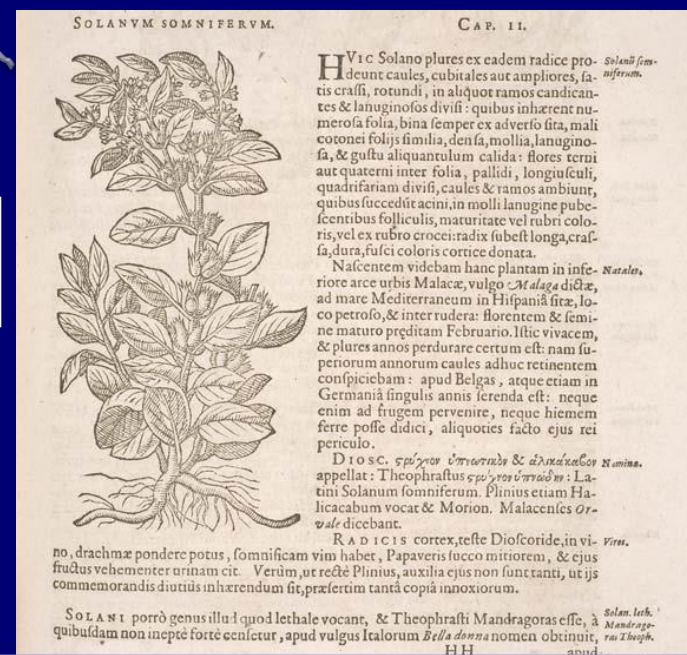 SOLANVM SOMNIFERVM.
CAP. II.
HVIC Solano plures ex eadem radice pro-
Solanū ſom-
niferum.
deunt caules, cubitales aut ampliores, ſa-
tis craſſi, rotundi, in aliquot ramos candican-
tes & lanuginoſos diviſi : quibus inhærent nu-
meroſa folia, bina ſemper ex adverſo ſita, mali
cotonei folijs ſimilia, denſa, mollia, lanugino-
ſa, & guſtu aliquantulum calida : flores terni
aut quaterni inter folia, pallidi, longiuſculi,
quadrifariam diviſi, caules & ramos ambiunt,
quibus ſuccedūt acini, in molli lanugine pube-
ſcentibus folliculis, maturitate vel rubri colo-
ris, vel ex rubro crocei : radix ſubeſt longa, craſ-
ſa, dura, fuſci coloris cortice donata.
Naſcentem videbam hanc plantam in infe-
Natales.
riore arce urbis Malacæ, vulgo Malaga dictæ,
ad mare Mediterraneum in Hiſpaniâ ſitæ, lo-
co petroſo, & inter rudera : florentem & ſemi-
ne maturo pręditam Februario. Iſtic vivacem,
& plures annos perdurare certum eſt : nam ſu-
periorum annorum caules adhuc retinentem
conſpiciebam : apud Belgas, atque etiam in
Germaniâ ſingulis annis ſerenda eſt : neque
enim ad frugem pervenire, neque hiemem
ferre poſſe didici, aliquoties facto ejus rei
periculo.
DIOSC. ϛρύχνον ὑπνωτικὸν & ἁλικάκαβον
Nomina.
appellat : Theophraſtus ϛρύχνον ὑπνώδην : La-
tini Solanum ſomniferum. Plinius etiam Ha-
licacabum vocat & Morion. Malacenſes Or-
vale dicebant.
RADICIS cortex, teſte Dioſcoride, in vi-
Vires.
no, drachmæ pondere potus, ſomnificam vim habet, Papaveris ſucco mitiorem, & ejus
fructus vehementer urinam cit. Verùm, ut rectè Plinius, auxilia ejus non ſunt tanti, ut ijs
commemorandis diutius inhærendum ſit, præſertim tantâ copiâ innoxiorum.
SOLANI porrò genus illud quod lethale vocant, & Theophraſti Mandragoras eſſe, à
Solan. leth.
Mandrago-
ras Theoph.
quibuſdam non ineptè fortè cenſetur, apud vulgus Italorum Bella donna nomen obtinuit,
HH
apud